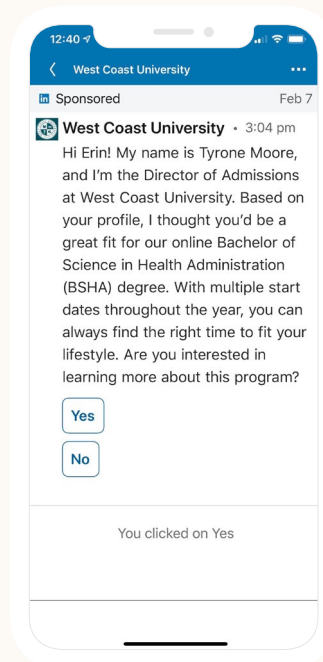 12:40
West Coast University
in Sponsored Feb 7
West Coast University • 3:04 pm
Hi Erin! My name is Tyrone Moore,
and I'm the Director of Admissions
at West Coast University. Based on
your profile, I thought you'd be a
great fit for our online Bachelor of
Science in Health Administration
(BSHA) degree. With multiple start
dates throughout the year, you can
always find the right time to fit your
lifestyle. Are you interested in
learning more about this program?
Yes
No
You clicked on Yes